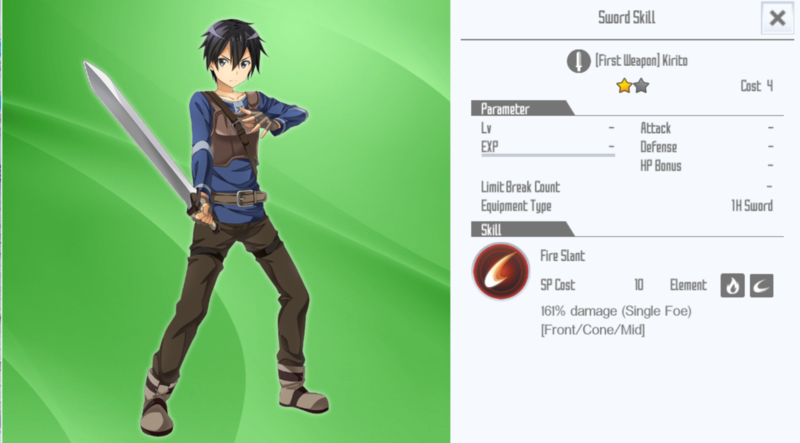 Sword Skill
[First Weapon] Kirito
Cost 4
Parameter
Lv - Attack -
EXP - Defense -
HP Bonus -
Limit Break Count -
Equipment Type 1H Sword
Skill
Fire Slant
SP Cost 10 Element
161% damage (Single Foe)
[Front/Cone/Mid]